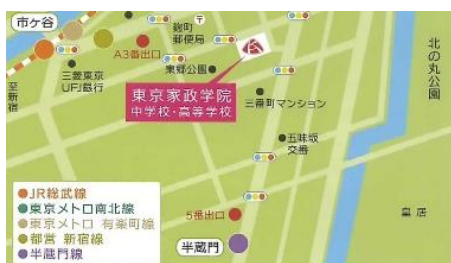 市ケ谷
麹町
郵便局
〒
A3番出口
東郷公園
至新宿
三菱東京
UFJ銀行
東京家政学院
中学校・高等学校
三番町マンション
北の丸公園
五味坂
交番
皇居
5番出口
半蔵門
JR総武線
東京メトロ南北線
東京メトロ 有楽町線
都営 新宿線
半蔵門線